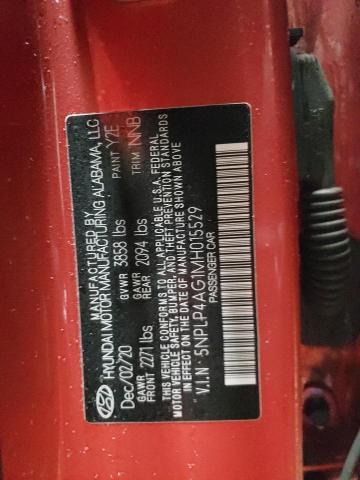 MANUFACTURED BY
HYUNDAI MOTOR MANUFACTURING ALABAMA, LLC
Dec/02/20 GVWR 3858 lbs PAINT Y2E
GAWR FRONT 2271 lbs GAWR REAR 2094 lbs TRIM NNB
THIS VEHICLE CONFORMS TO ALL APPLICABLE U.S.A. FEDERAL
MOTOR VEHICLE SAFETY, BUMPER, AND THEFT PREVENTION STANDARDS
IN EFFECT ON THE DATE OF MANUFACTURE SHOWN ABOVE
V.I.N: 5NPLP4AG1MH015529
PASSENGER CAR